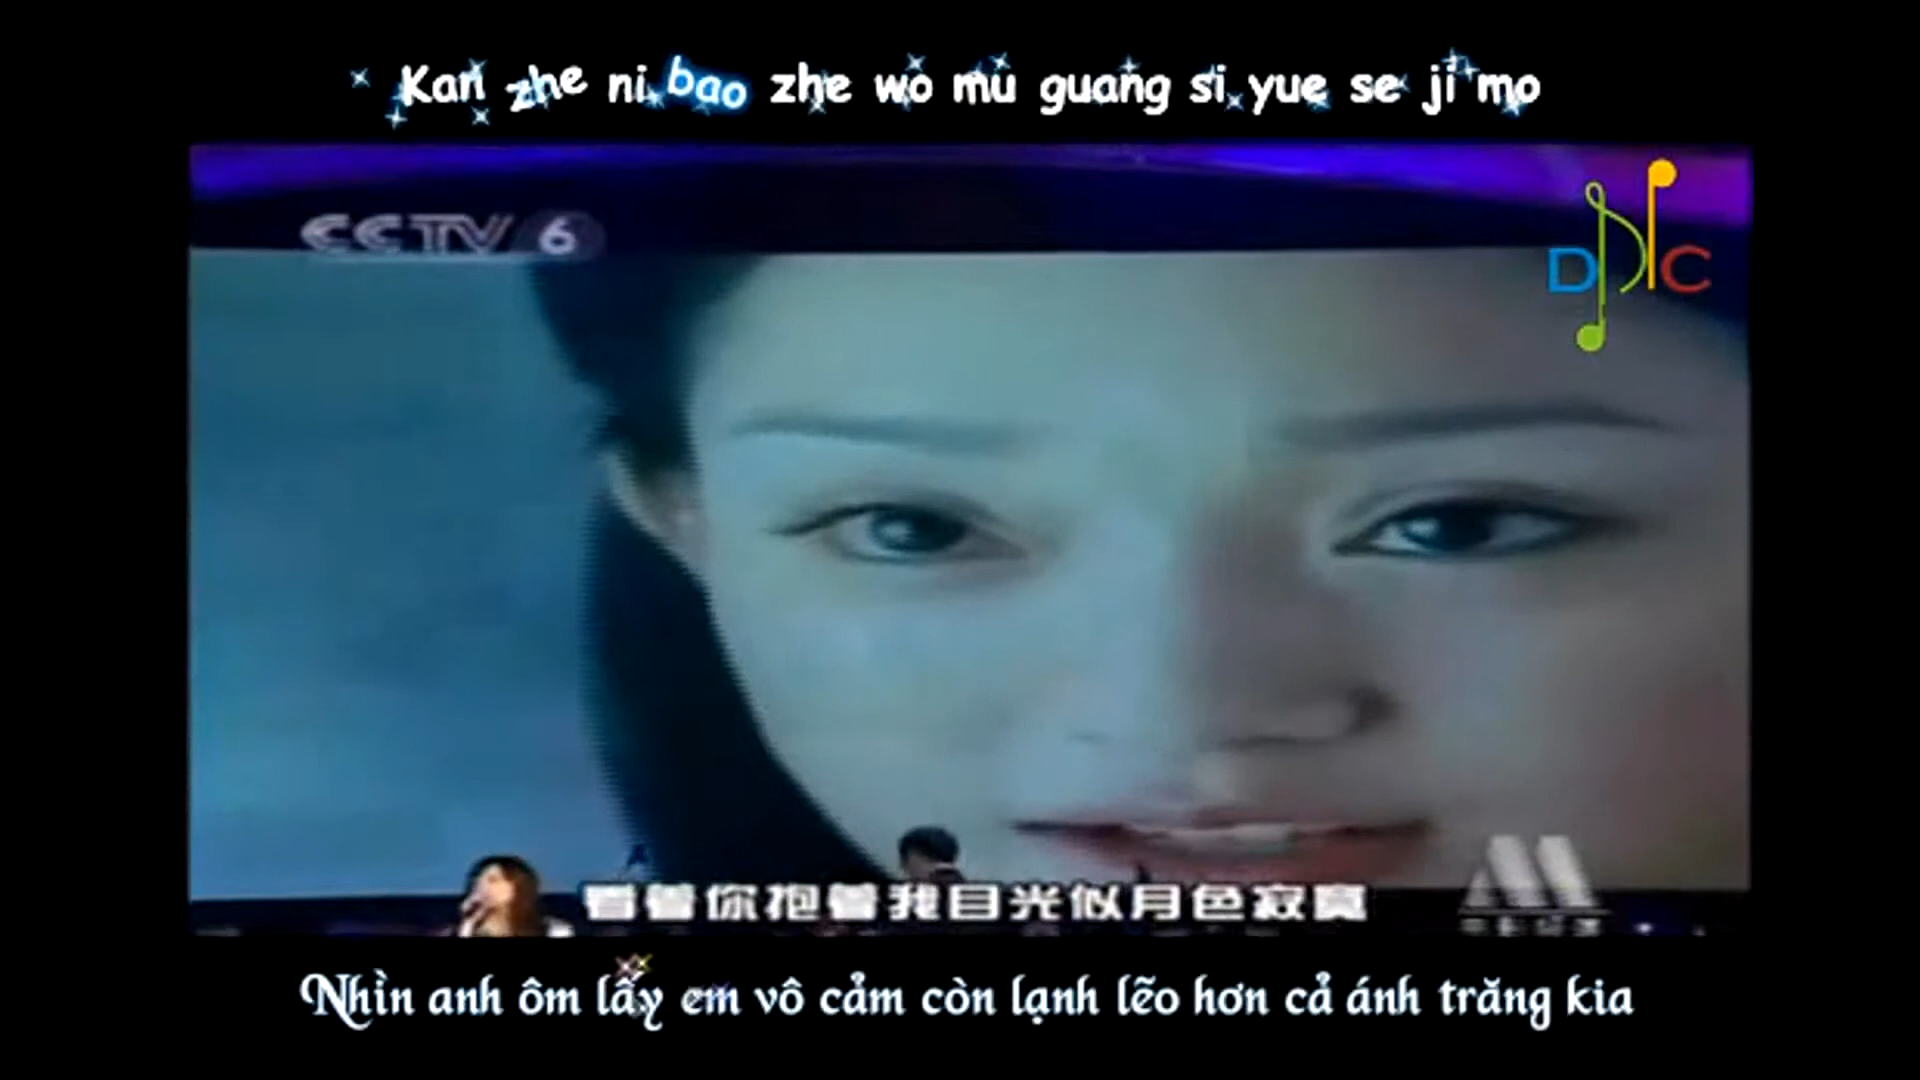 Kan zhe ni bao zhe wo mu guang si yue se ji mo
CCTV 6
DNC
看着你抱着我目光似月色寂寞
Nhìn anh ôm lấy em vô cảm còn lạnh lẽo hơn cả ánh trăng kia